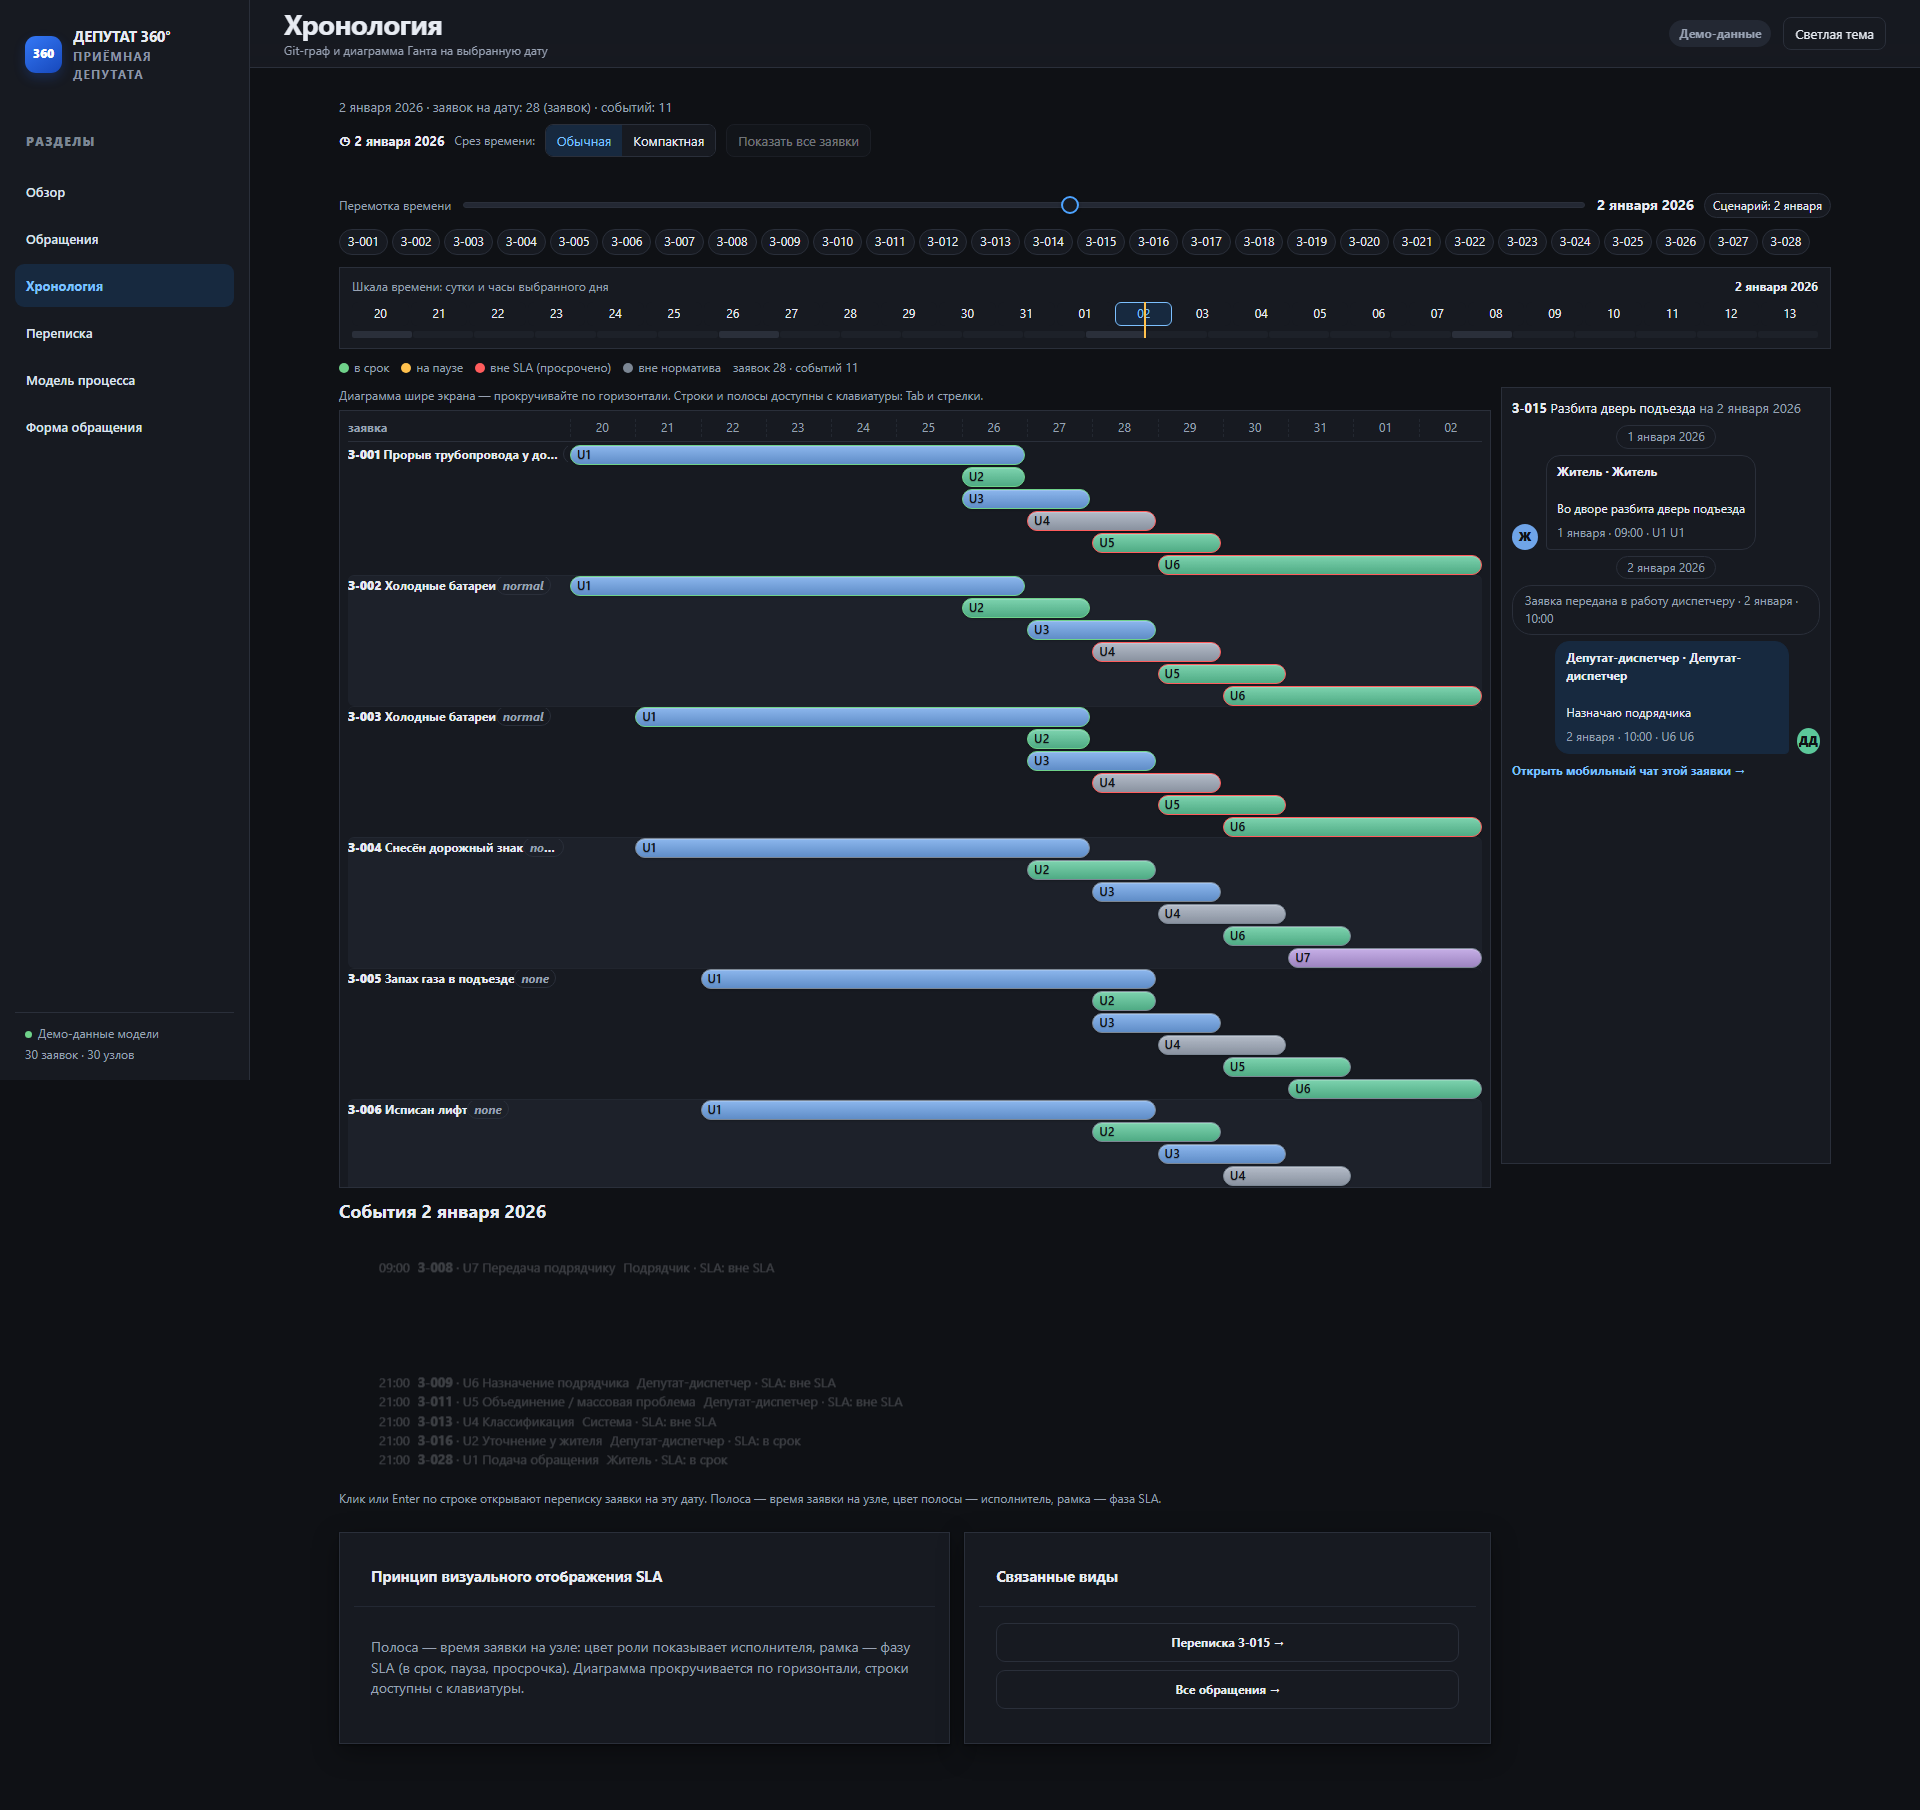 360
ДЕПУТАТ 360°
ПРИЁМНАЯ
ДЕПУТАТА
РАЗДЕЛЫ
Обзор
Обращения
Хронология
Переписка
Модель процесса
Форма обращения
Демо-данные модели
30 заявок · 30 узлов
Хронология
Git-граф и диаграмма Ганта на выбранную дату
Демо-данные
Светлая тема
2 января 2026 · заявок на дату: 28 (заявок) · событий: 11
2 января 2026 Срез времени: Обычная Компактная Показать все заявки
Перемотка времени 2 января 2026 Сценарий: 2 января
З-001 З-002 З-003 З-004 З-005 З-006 З-007 З-008 З-009 З-010 З-011 З-012 З-013 З-014 З-015 З-016 З-017 З-018 З-019 З-020 З-021 З-022 З-023 З-024 З-025 З-026 З-027 З-028
Шкала времени: сутки и часы выбранного дня 2 января 2026
20 21 22 23 24 25 26 27 28 29 30 31 01 02 03 04 05 06 07 08 09 10 11 12 13
в срок на паузе вне SLA (просрочено) вне норматива заявок 28 · событий 11
Диаграмма шире экрана — прокручивайте по горизонтали. Строки и полосы доступны с клавиатуры: Tab и стрелки.
заявка 20 21 22 23 24 25 26 27 28 29 30 31 01 02
З-001 Прорыв трубопровода у до... U1
U2
U3
U4
U5
U6
З-002 Холодные батареи normal U1
U2
U3
U4
U5
U6
З-003 Холодные батареи normal U1
U2
U3
U4
U5
U6
З-004 Снесён дорожный знак no... U1
U2
U3
U4
U6
U7
З-005 Запах газа в подъезде none U1
U2
U3
U4
U5
U6
З-006 Исписан лифт none U1
U2
U3
U4
З-015 Разбита дверь подъезда на 2 января 2026
1 января 2026
Житель · Житель
Во дворе разбита дверь подъезда
1 января · 09:00 · U1 U1
Ж
2 января 2026
Заявка передана в работу диспетчеру · 2 января ·
10:00
Депутат-диспетчер · Депутат-
диспетчер
Назначаю подрядчика
2 января · 10:00 · U6 U6
ДД
Открыть мобильный чат этой заявки →
События 2 января 2026
09:00 З-008 · U7 Передача подрядчику Подрядчик · SLA: вне SLA
21:00 З-009 · U6 Назначение подрядчика Депутат-диспетчер · SLA: вне SLA
21:00 З-011 · U5 Объединение / массовая проблема Депутат-диспетчер · SLA: вне SLA
21:00 З-013 · U4 Классификация Система · SLA: вне SLA
21:00 З-016 · U2 Уточнение у жителя Депутат-диспетчер · SLA: в срок
21:00 З-028 · U1 Подача обращения Житель · SLA: в срок
Клик или Enter по строке открывают переписку заявки на эту дату. Полоса — время заявки на узле, цвет полосы — исполнитель, рамка — фаза SLA.
Принцип визуального отображения SLA
Полоса — время заявки на узле: цвет роли показывает исполнителя, рамка — фазу
SLA (в срок, пауза, просрочка). Диаграмма прокручивается по горизонтали, строки
доступны с клавиатуры.
Связанные виды
Переписка З-015 →
Все обращения →